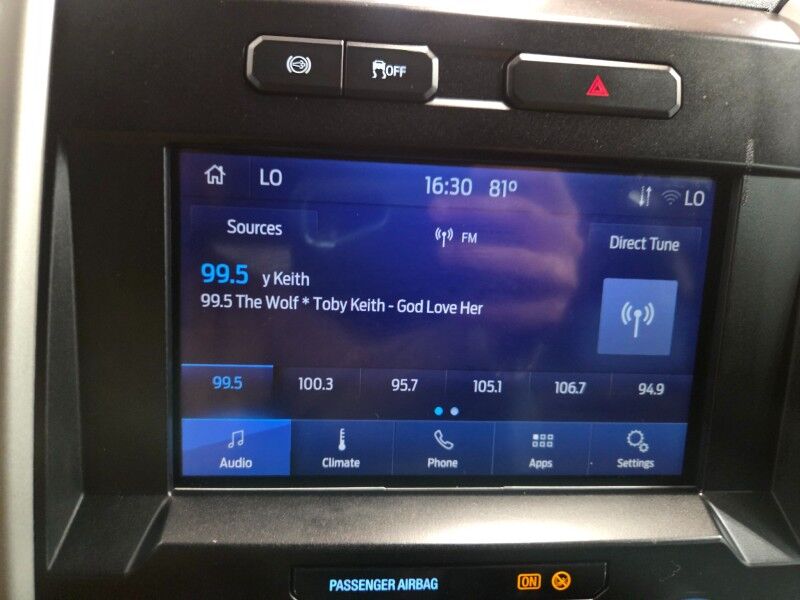 OFF
LO 16:30 81° LO
Sources FM Direct Tune
99.5 y Keith
99.5 The Wolf * Toby Keith - God Love Her
99.5 100.3 95.7 105.1 106.7 94.9
Audio Climate Phone Apps Settings
PASSENGER AIRBAG ON